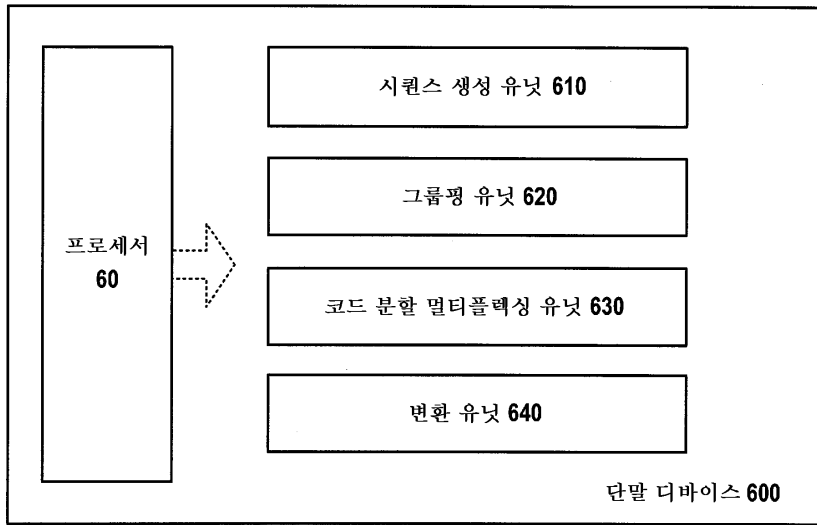 시퀀스 생성 유닛 610
그룹핑 유닛 620
프로세서
60
코드 분할 멀티플렉싱 유닛 630
변환 유닛 640
단말 디바이스 600